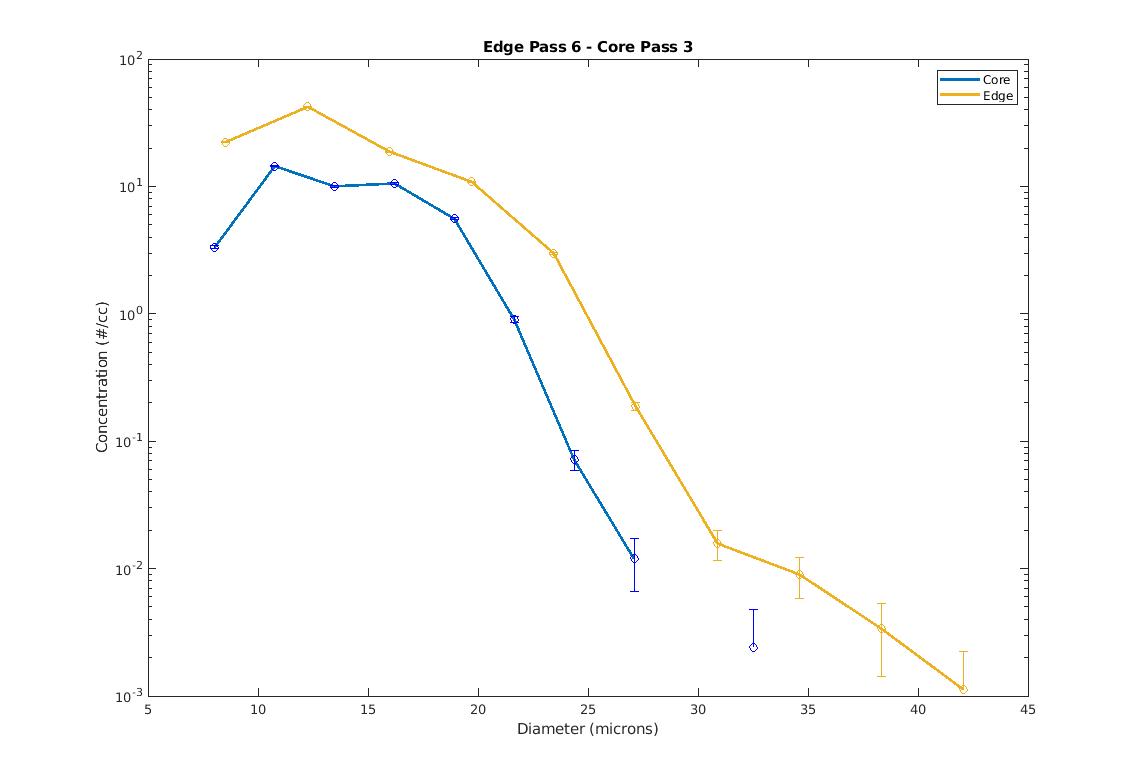 Edge Pass 6 - Core Pass 3
Core
Edge
10^2
10^1
10^0
10^-1
10^-2
10^-3
Concentration (#/cc)
5 10 15 20 25 30 35 40 45
Diameter (microns)